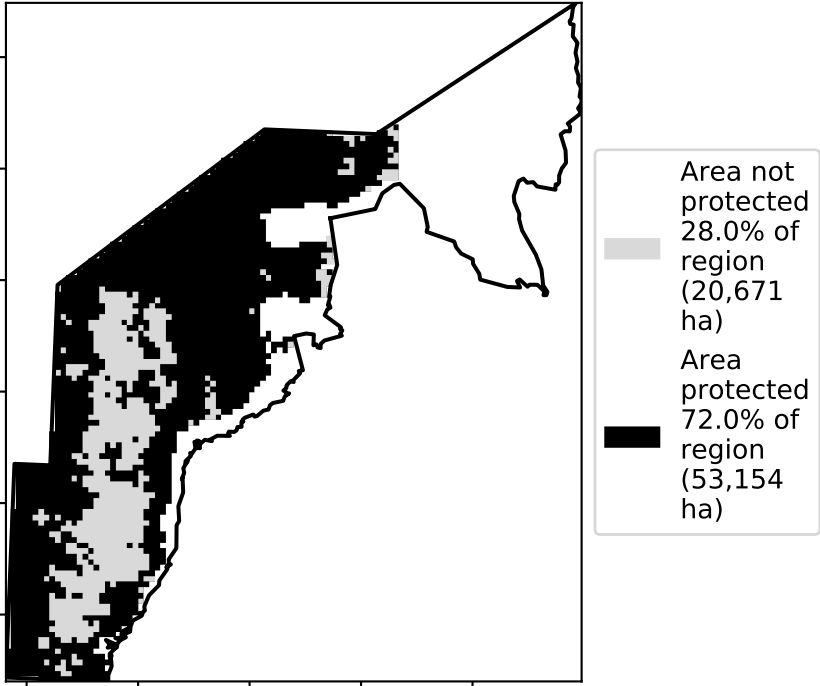 Area not
protected
28.0% of
region
(20,671
ha)
Area
protected
72.0% of
region
(53,154
ha)